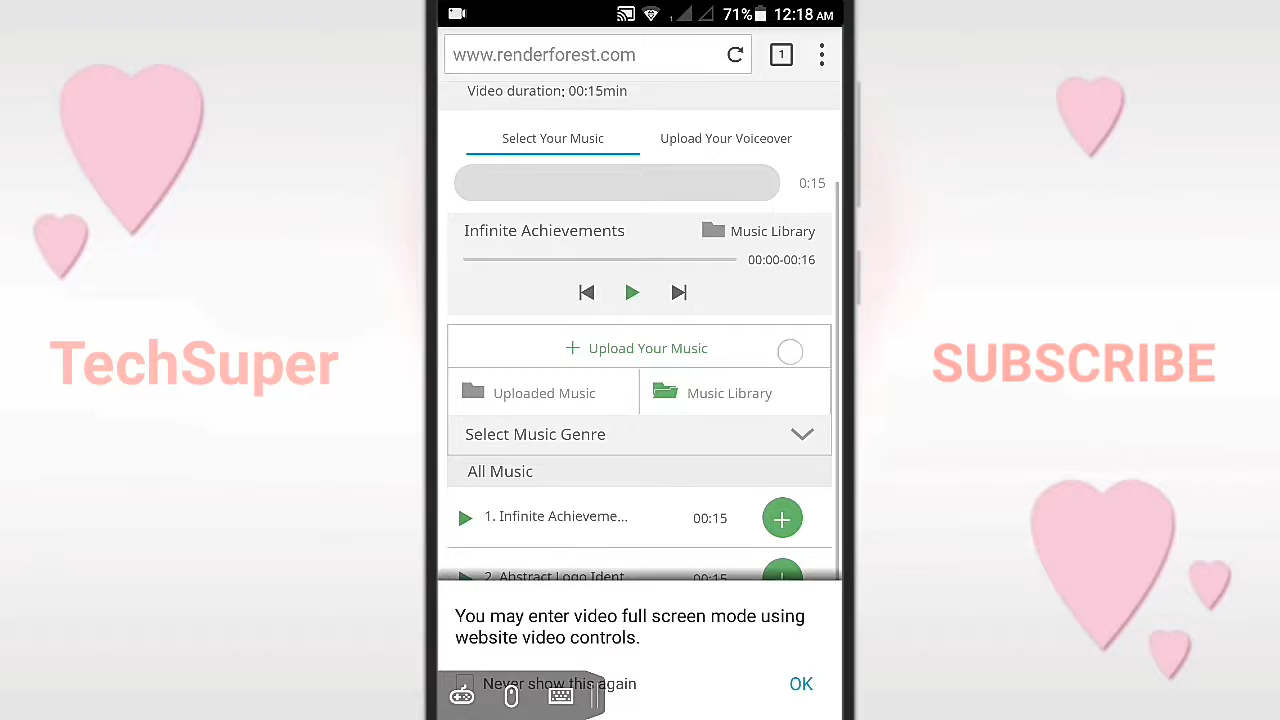 71% 12:18 AM
www.renderforest.com
1
Video duration: 00:15min
Select Your Music
Upload Your Voiceover
0:15
Infinite Achievements
Music Library
00:00-00:16
+ Upload Your Music
Uploaded Music
Music Library
Select Music Genre
All Music
1. Infinite Achieveme...
00:15
2. Abstract Logo Ident
00:15
You may enter video full screen mode using
website video controls.
Never show this again
OK
TechSuper
SUBSCRIBE